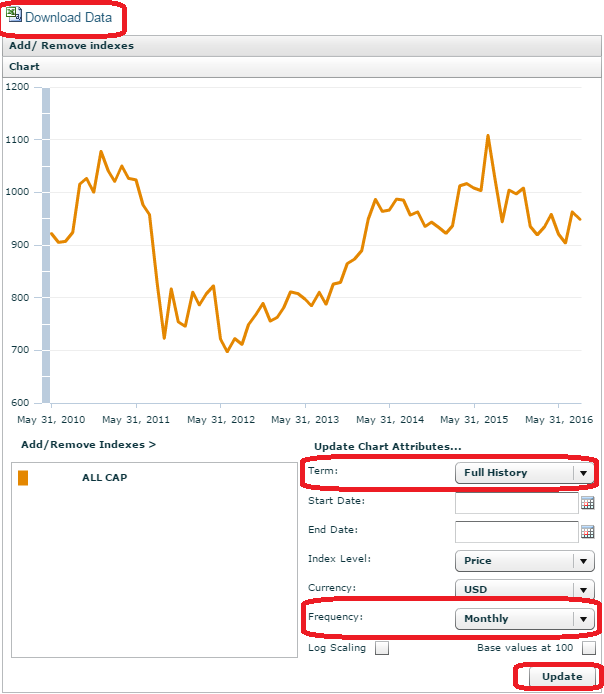 Download Data
Add/ Remove indexes
Chart
1200
1100
1000
900
800
700
600
May 31, 2010 May 31, 2011 May 31, 2012 May 31, 2013 May 31, 2014 May 31, 2015 May 31, 2016
Add/Remove Indexes >
ALL CAP
Update Chart Attributes...
Term: Full History
Start Date:
End Date:
Index Level: Price
Currency: USD
Frequency: Monthly
Log Scaling Base values at 100
Update